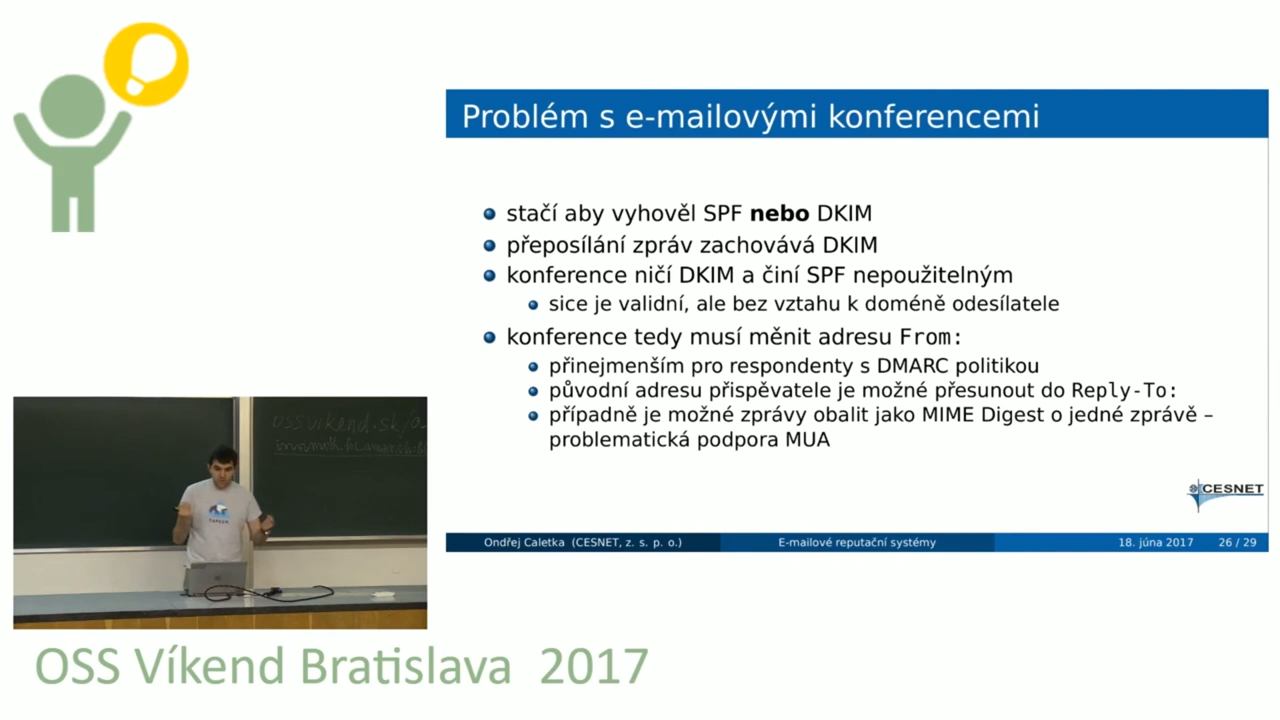 Problém s e-mailovými konferencemi
stačí aby vyhověl SPF nebo DKIM
přeposílání zpráv zachovává DKIM
konference ničí DKIM a činí SPF nepoužitelným
sice je validní, ale bez vztahu k doméně odesílatele
konference tedy musí měnit adresu From:
přinejmenším pro respondenty s DMARC politikou
původní adresu přispěvatele je možné přesunout do Reply-To:
případně je možné zprávy obalit jako MIME Digest o jedné zprávě –
problematická podpora MUA
CESNET
Ondřej Caletka (CESNET, z. s. p. o.)
E-mailové reputační systémy
18. júna 2017 26 / 29
ossvikend.sk/
OSS Víkend Bratislava 2017